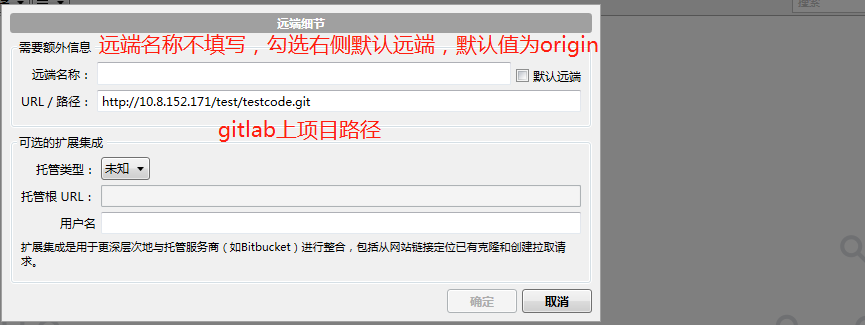 搜索
远端细节
需要额外信息 远端名称不填写，勾选右侧默认远端，默认值为origin
远端名称： 默认远端
URL / 路径： http://10.8.152.171/test/testcode.git
gitlab上项目路径
可选的扩展集成
托管类型： 未知
托管根 URL：
用户名
扩展集成是用于更深层次地与托管服务商（如Bitbucket）进行整合，包括从网站链接定位已有克隆和创建拉取请
求。
确定 取消